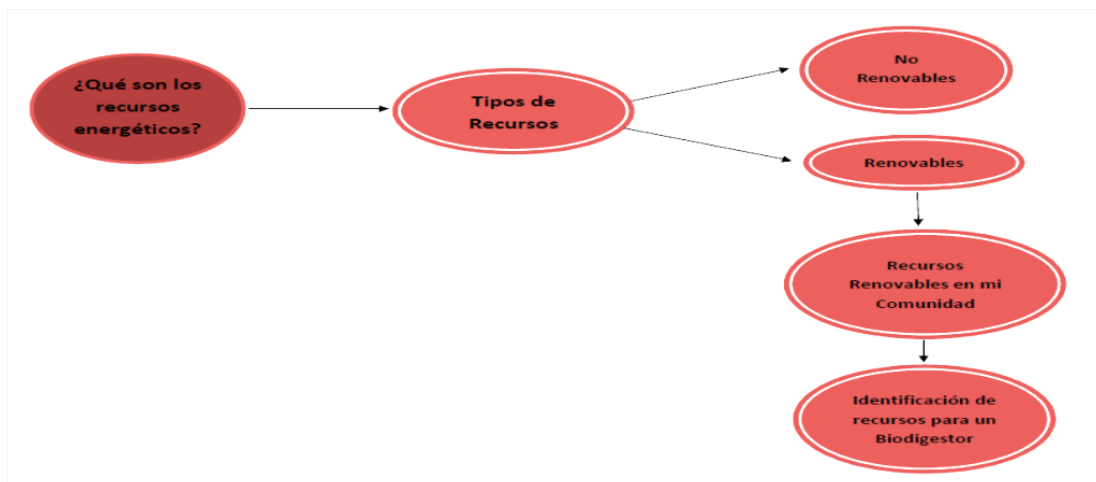 ¿Qué son los
recursos
energéticos?
Tipos de
Recursos
No
Renovables
Renovables
Recursos
Renovables en mi
Comunidad
Identificación de
recursos para un
Biodigestor